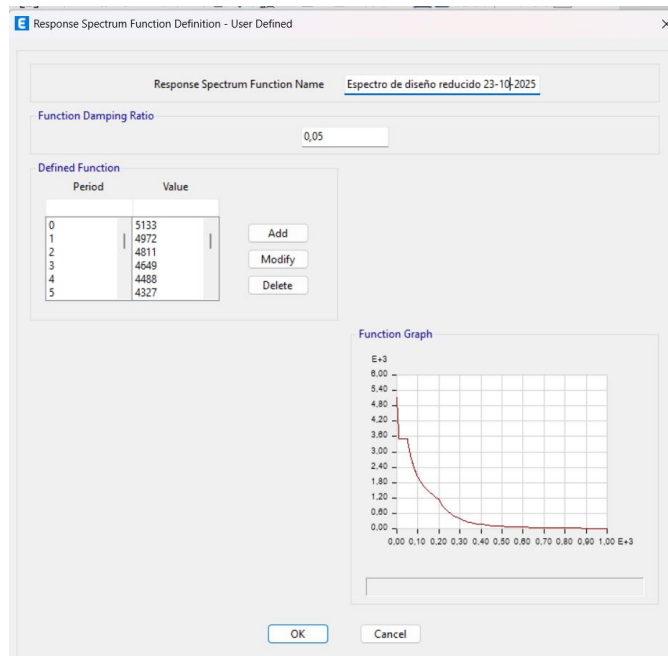 E Response Spectrum Function Definition - User Defined
Response Spectrum Function Name Espectro de diseño reducido 23-10-2025
Function Damping Ratio
0,05
Defined Function
Period Value
0 5133
1 4972
2 4811
3 4649
4 4488
5 4327
Add
Modify
Delete
Function Graph
E+3
6,00
5,40
4,80
4,20
3,60
3,00
2,40
1,80
1,20
0,60
0,00
0,00 0,10 0,20 0,30 0,40 0,50 0,60 0,70 0,80 0,90 1,00 E+3
OK Cancel